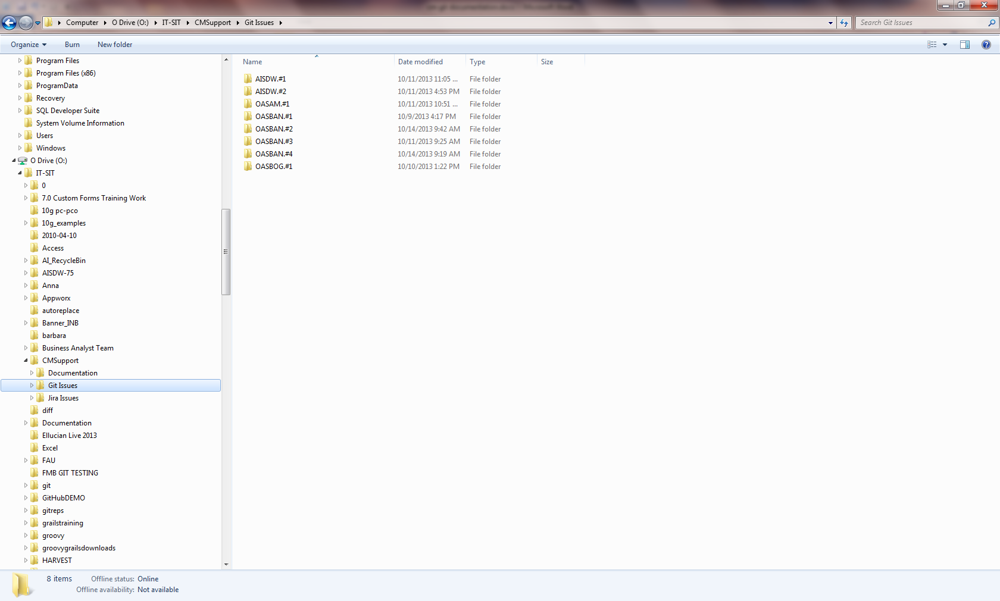 Computer O Drive (O:) IT-SIT CMSupport Git Issues
Search Git Issues
Organize Burn New folder
Program Files
Program Files (x86)
ProgramData
Recovery
SQL Developer Suite
System Volume Information
Users
Windows
O Drive (O:)
IT-SIT
0
7.0 Custom Forms Training Work
10g pc-pco
10g_examples
2010-04-10
Access
AI_RecycleBin
AISDW-75
Anna
Appworx
autoreplace
Banner_INB
barbara
Business Analyst Team
CMSupport
Documentation
Git Issues
Jira Issues
diff
Documentation
Ellucian Live 2013
Excel
FAU
FMB GIT TESTING
git
GitHubDEMO
gitreps
grailstraining
groovy
groovygrailsdownloads
HARVEST
Name Date modified Type Size
AISDW.#1 10/11/2013 11:05 ... File folder
AISDW.#2 10/11/2013 4:53 PM File folder
OASAM.#1 10/11/2013 10:51 ... File folder
OASBAN.#1 10/9/2013 4:17 PM File folder
OASBAN.#2 10/14/2013 9:42 AM File folder
OASBAN.#3 10/11/2013 9:25 AM File folder
OASBAN.#4 10/14/2013 9:19 AM File folder
OASBOG.#1 10/10/2013 1:22 PM File folder
8 items Offline status: Online
Offline availability: Not available